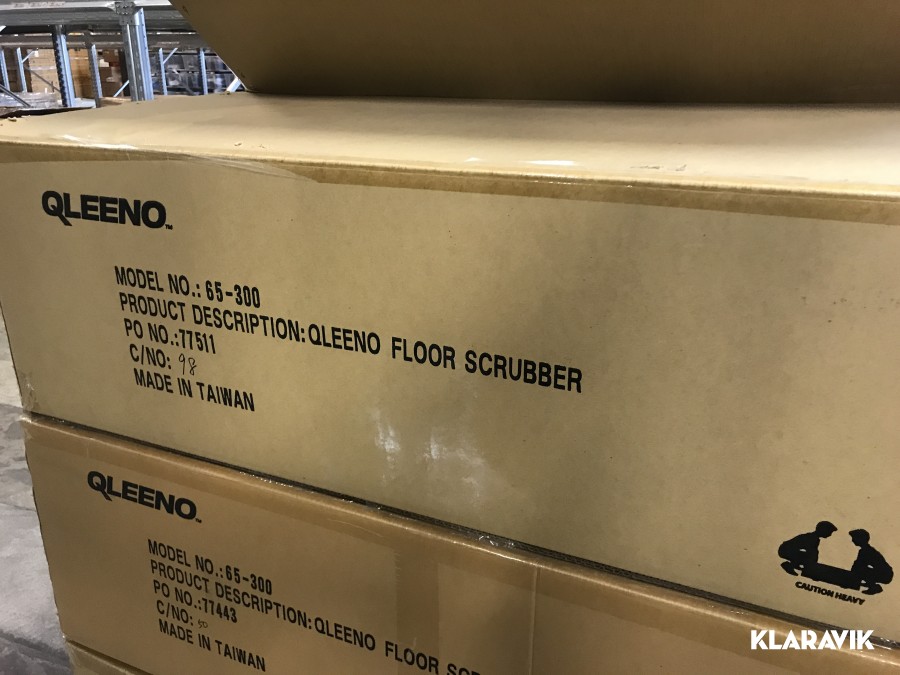 QLEENO™
MODEL NO.: 65-300
PRODUCT DESCRIPTION: QLEENO FLOOR SCRUBBER
PO NO.:77511
C/NO: 98
MADE IN TAIWAN
CAUTION HEAVY
QLEENO™
MODEL NO.:65-300
PRODUCT DESCRIPTION:QLEENO FLOOR
PO NO.:77443
C/NO: 50
MADE IN TAIWAN
KLARAVIK